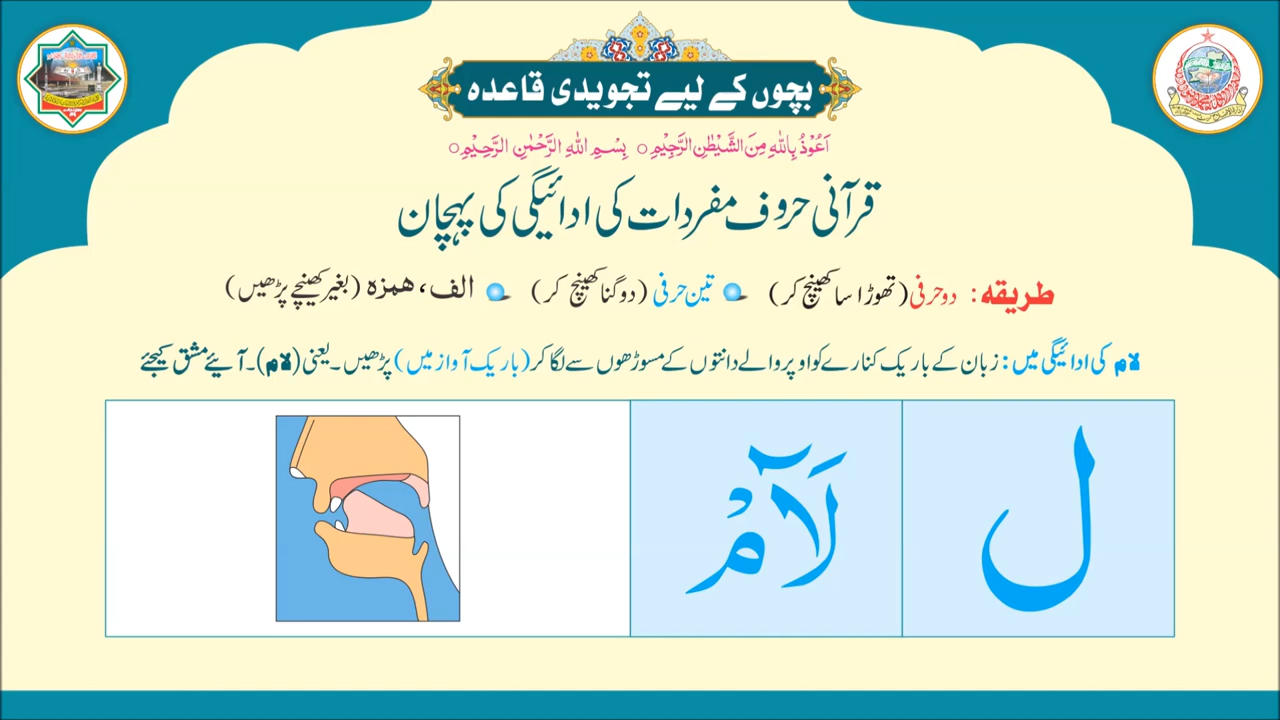 بچوں کے لیے تجویدی قاعدہ
اَعُوْذُ بِاللّٰهِ مِنَ الشَّيْطٰنِ الرَّجِيْمِ ○ بِسْمِ اللّٰهِ الرَّحْمٰنِ الرَّحِيْمِ ○
قرآنی حروف مفردات کی ادائیگی کی پہچان
طریقہ: دو حرفی (تھوڑا سا کھینچ کر) تین حرفی (دوگنا کھینچ کر) الف، ھمزہ (بغیر کھینچے پڑھیں)
لام کی ادائیگی میں: زبان کے باریک کنارے کو اوپر والے دانتوں کے مسوڑھوں سے لگا کر (باریک آواز میں) پڑھیں۔ یعنی (لام)۔ آیئے مشق کیجئے
ل لَآمْ